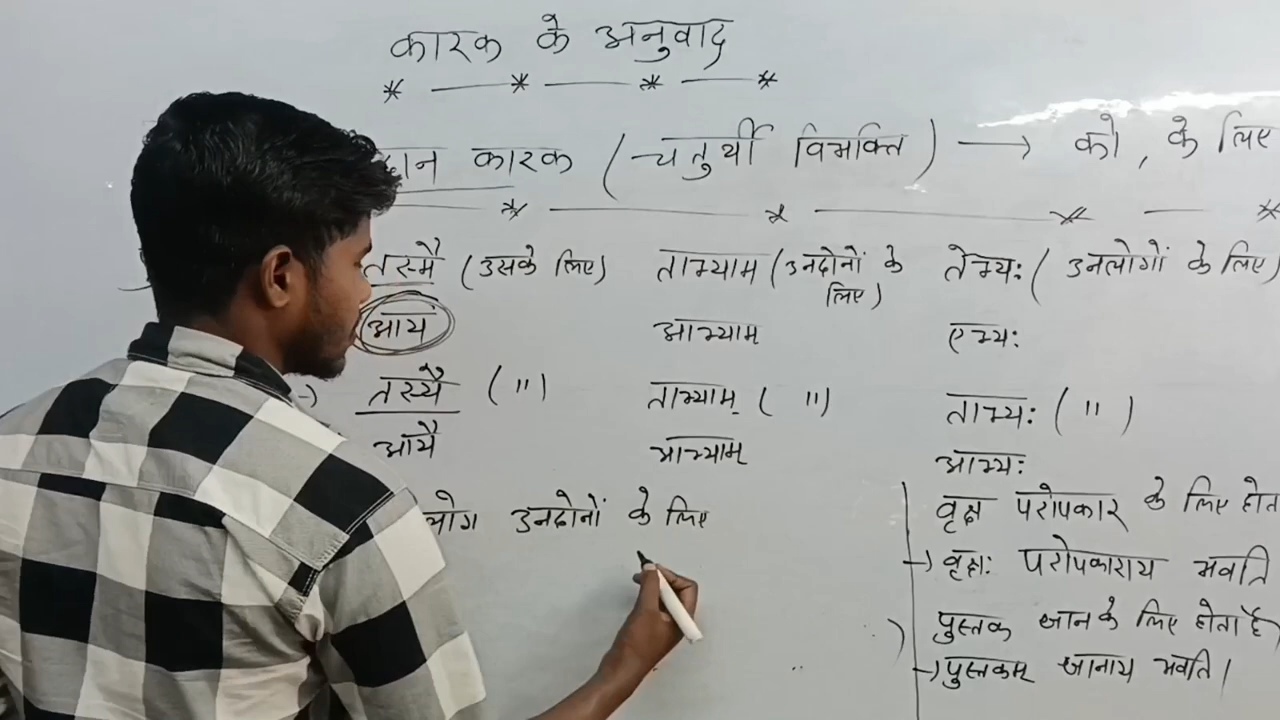 कारक के अनुवाद
दान कारक ( चतुर्थी विभक्ति ) → को , के लिए
तस्मै ( उसके लिए ) ताभ्याम ( उनदोनों के लिए ) तेभ्य: ( उनलोगों के लिए )
आय आभ्याम एभ्य:
तस्यै ( " ) ताभ्याम् ( " ) ताभ्य: ( " )
आयै आभ्याम् आभ्य:
लोग उनदोनों के लिए
वृक्ष परोपकार के लिए होत
→ वृक्ष: परोपकाराय भवति
पुस्तक ज्ञान के लिए होता है
→ पुस्तकम् ज्ञानाय भवति।